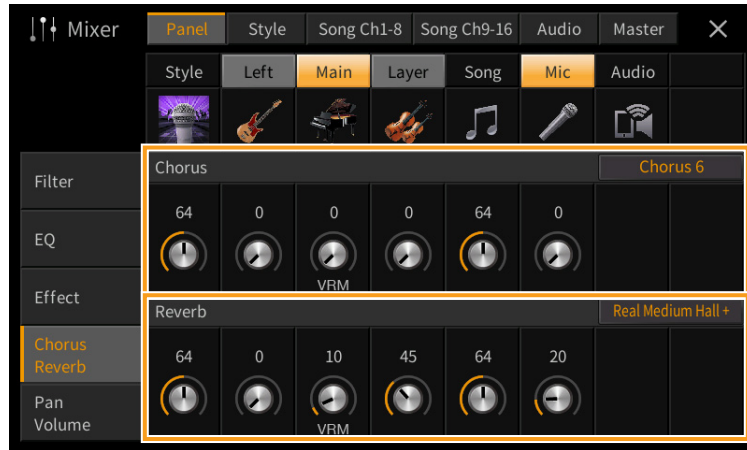 Mixer
Panel Style Song Ch1-8 Song Ch9-16 Audio Master
Style Left Main Layer Song Mic Audio
Filter
EQ
Effect
Chorus
Reverb
Pan
Volume
Chorus Chorus 6
64 0 0 0 64 0
VRM
Reverb Real Medium Hall +
64 0 10 45 64 20
VRM